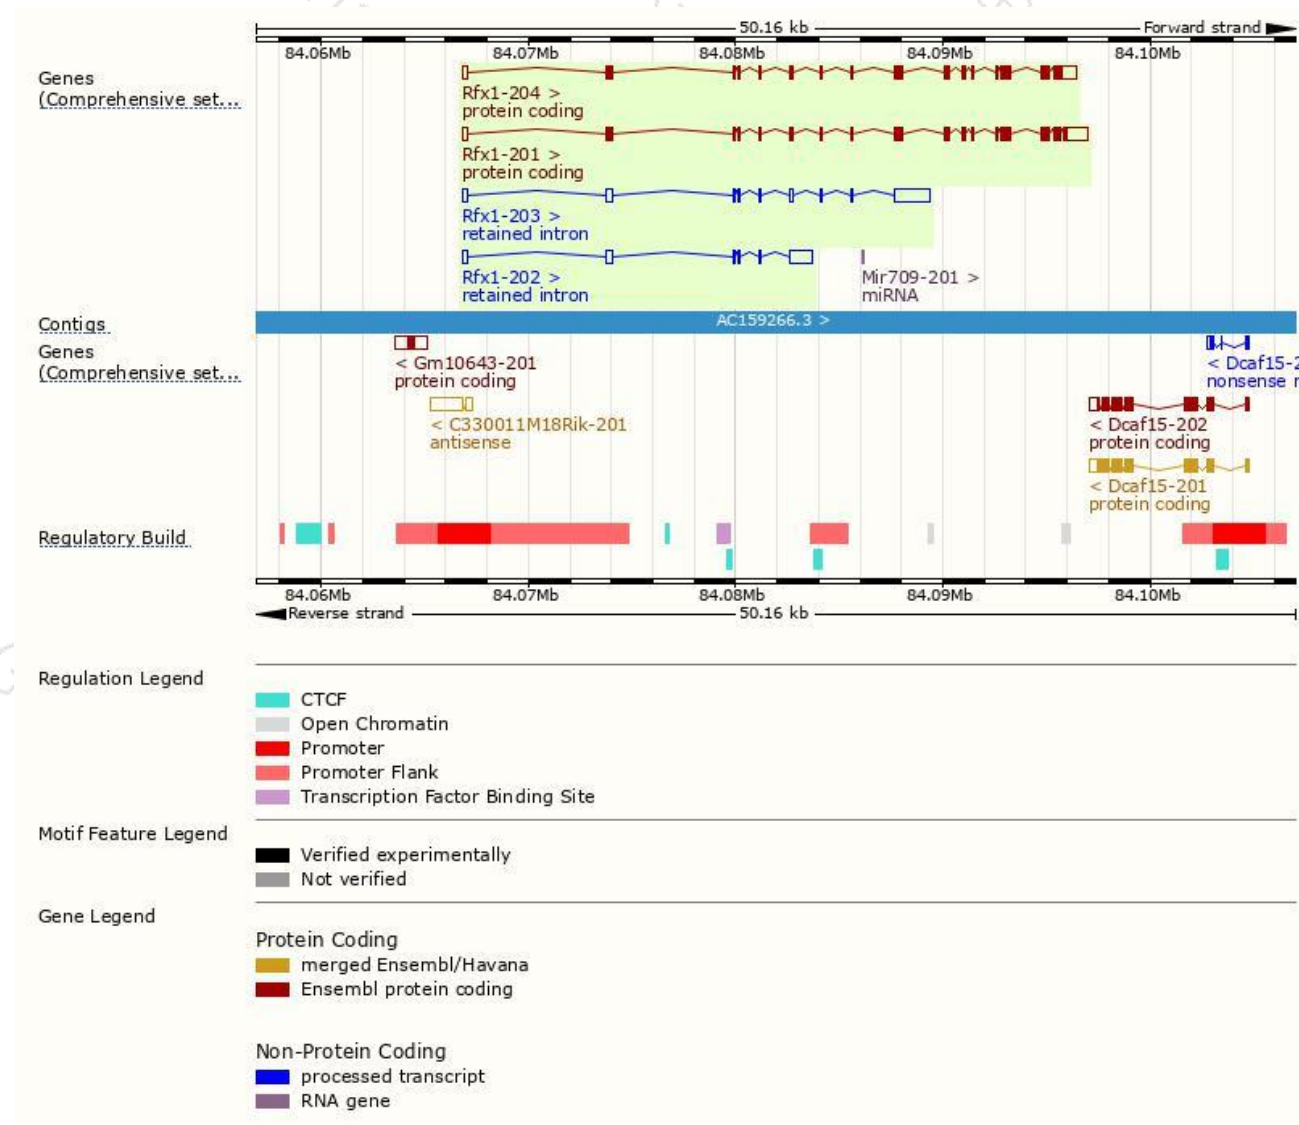 50.16 kb
Forward strand
84.06Mb 84.07Mb 84.08Mb 84.09Mb 84.10Mb
Genes
(Comprehensive set...
Rfx1-204 >
protein coding
Rfx1-201 >
protein coding
Rfx1-203 >
retained intron
Rfx1-202 >
retained intron
Mir709-201 >
miRNA
Contigs
AC159266.3 >
Genes
(Comprehensive set...
< Gm10643-201
protein coding
< Dcaf15-2
nonsense r
< C330011M18Rik-201
antisense
< Dcaf15-202
protein coding
< Dcaf15-201
protein coding
Regulatory Build
84.06Mb 84.07Mb 84.08Mb 84.09Mb 84.10Mb
Reverse strand
50.16 kb
Regulation Legend
CTCF
Open Chromatin
Promoter
Promoter Flank
Transcription Factor Binding Site
Motif Feature Legend
Verified experimentally
Not verified
Gene Legend
Protein Coding
merged Ensembl/Havana
Ensembl protein coding
Non-Protein Coding
processed transcript
RNA gene